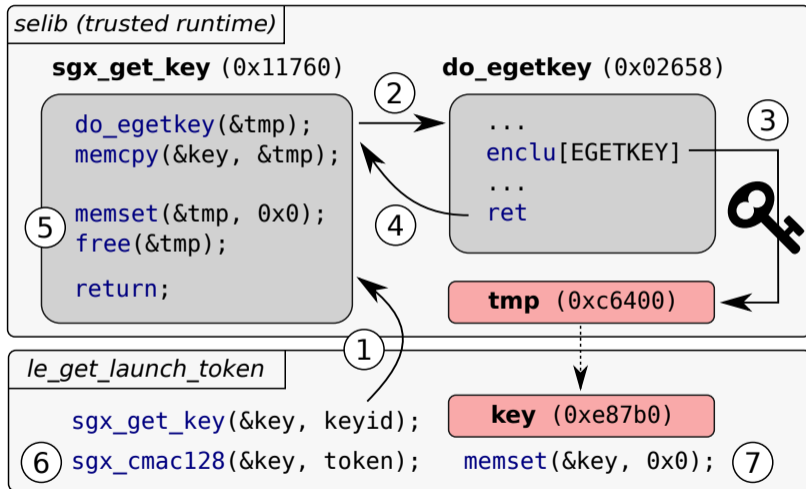 selib (trusted runtime)
sgx_get_key (0x11760)
do_egetkey (0x02658)
2
3
do_egetkey(&tmp);
memcpy(&key, &tmp);
...
enclu[EGETKEY]
...
ret
4
5
memset(&tmp, 0x0);
free(&tmp);
return;
tmp (0xc6400)
1
le_get_launch_token
sgx_get_key(&key, keyid);
key (0xe87b0)
6
sgx_cmac128(&key, token);
memset(&key, 0x0);
7